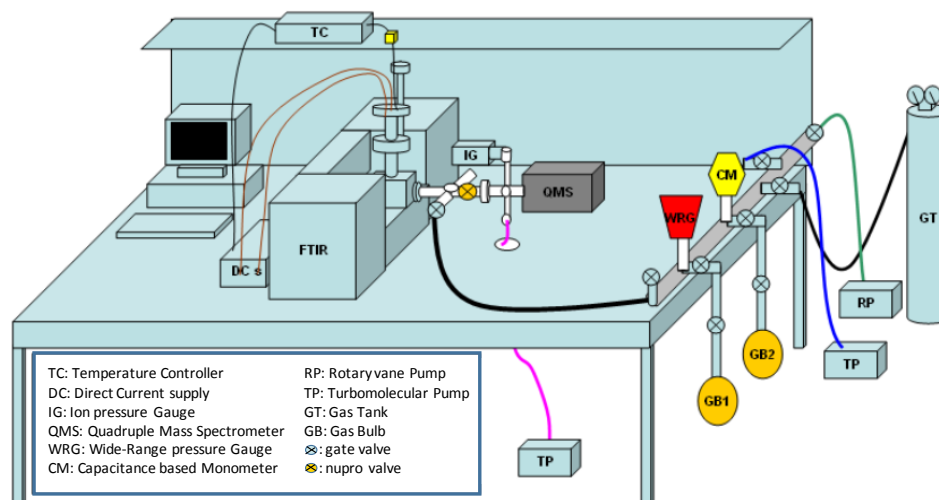 TC
IG
QMS
CM
WRG
FTIR
GT
DC s
RP
TP
GB2
GB1
TP
TC: Temperature Controller
DC: Direct Current supply
IG: Ion pressure Gauge
QMS: Quadruple Mass Spectrometer
WRG: Wide-Range pressure Gauge
CM: Capacitance based Monometer
RP: Rotary vane Pump
TP: Turbomolecular Pump
GT: Gas Tank
GB: Gas Bulb
: gate valve
: nupro valve